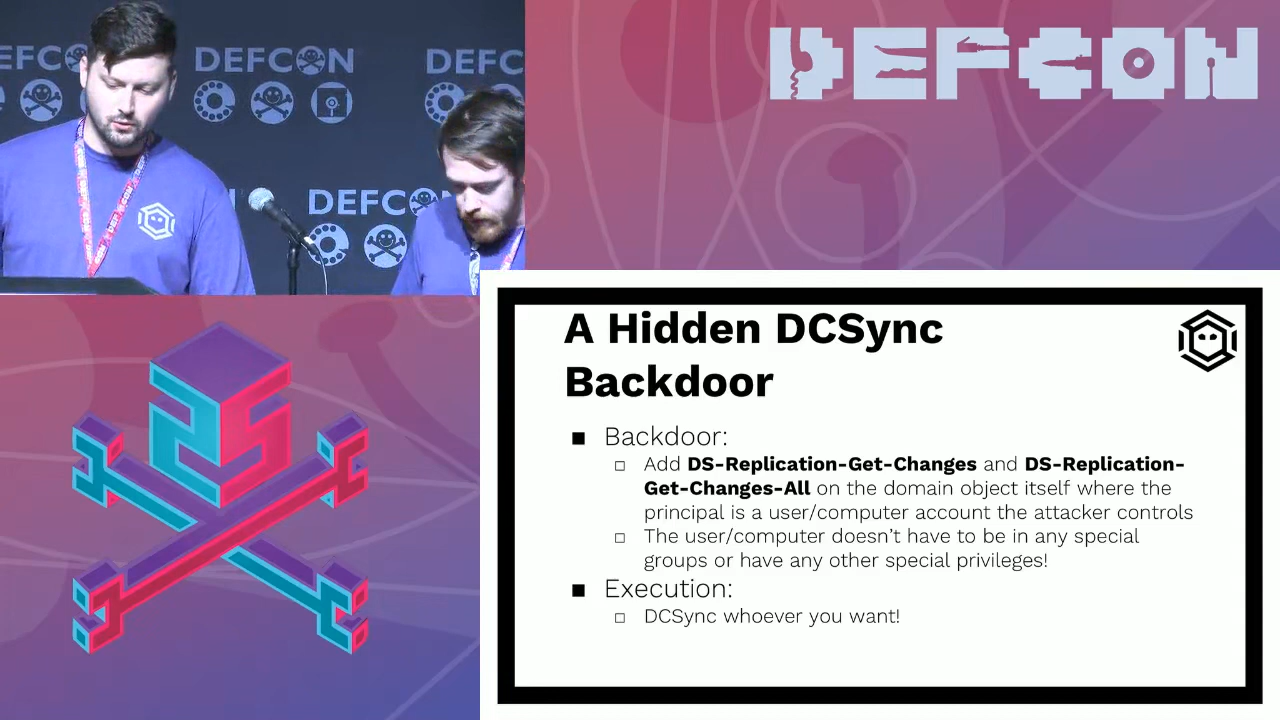 DEFCON
DEFCON
DEFC
DEFCON
A Hidden DCSync
Backdoor
Backdoor:
Add DS-Replication-Get-Changes and DS-Replication-
Get-Changes-All on the domain object itself where the
principal is a user/computer account the attacker controls
The user/computer doesn't have to be in any special
groups or have any other special privileges!
Execution:
DCSync whoever you want!